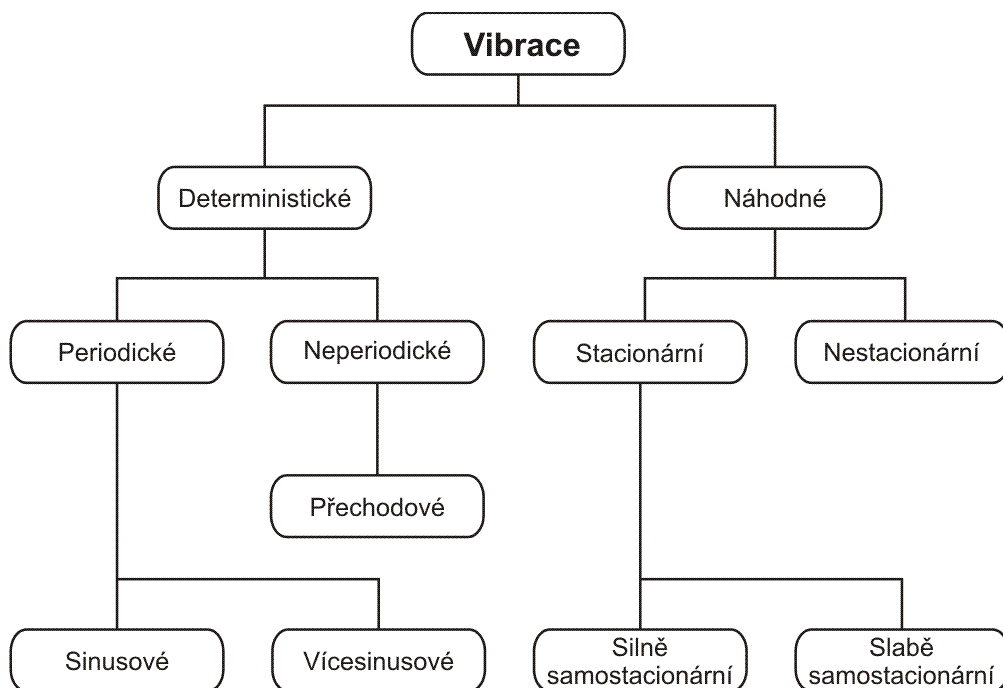 Vibrace
Deterministické
Náhodné
Periodické
Neperiodické
Stacionární
Nestacionární
Přechodové
Sinusové
Vícesinusové
Silně
samostacionární
Slabě
samostacionární